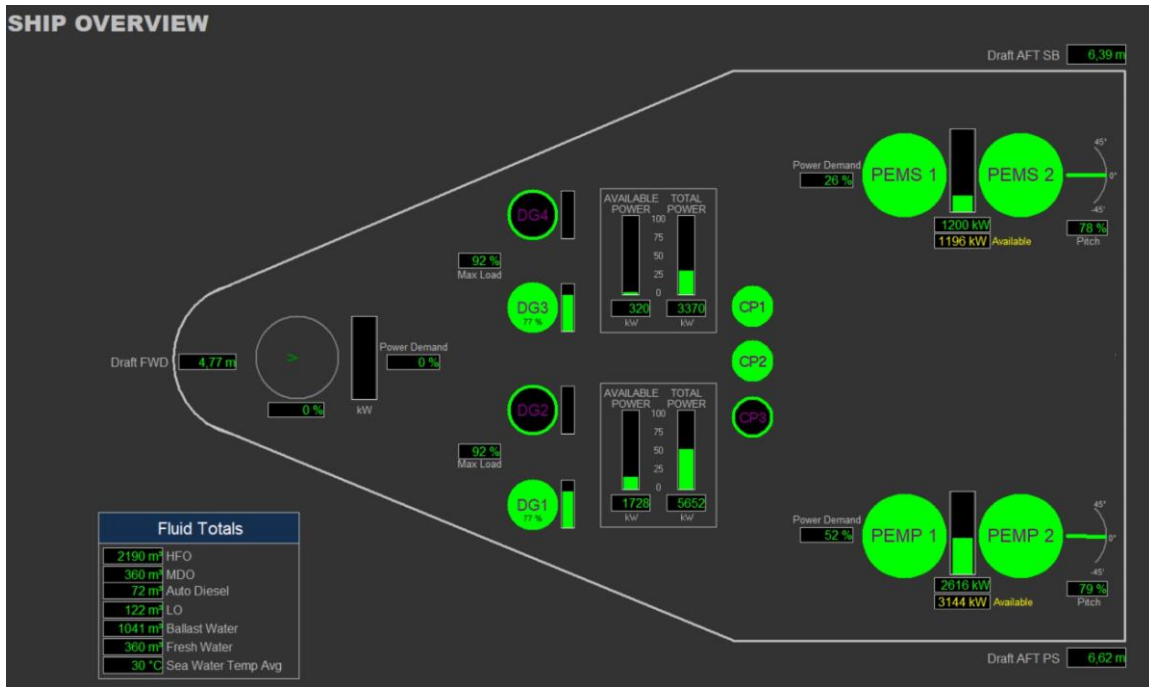 SHIP OVERVIEW
Draft AFT SB 6,39 m
Power Demand
26 %
PEMS 1
PEMS 2
45°
0°
-45°
1200 kW
1196 kW Available
78 %
Pitch
DG4
92 %
Max Load
DG3
77 %
AVAILABLE POWER
TOTAL POWER
100
75
50
25
0
320
3370
kW
kW
CP1
CP2
CP3
Draft FWD 4,77 m
>
0 %
kW
Power Demand
0 %
DG2
92 %
Max Load
DG1
77 %
AVAILABLE POWER
TOTAL POWER
100
75
50
25
0
1728
5652
kW
kW
Power Demand
52 %
PEMP 1
PEMP 2
45°
0°
-45°
2616 kW
3144 kW Available
79 %
Pitch
Fluid Totals
2190 m³ HFO
360 m³ MDO
72 m³ Auto Diesel
122 m³ LO
1041 m³ Ballast Water
360 m³ Fresh Water
30 °C Sea Water Temp Avg
Draft AFT PS 6,62 m